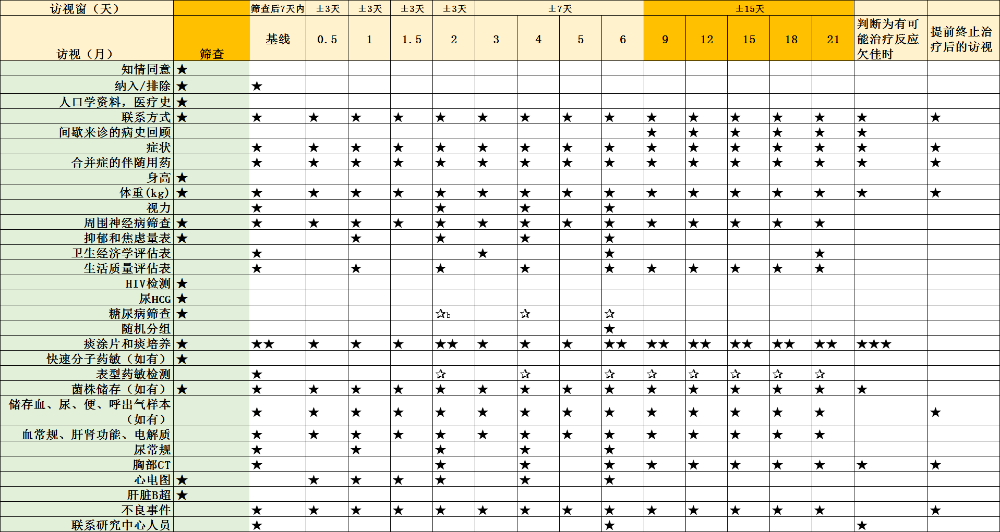 访视窗（天） 筛查后7天内 ±3天 ±3天 ±3天 ±3天 ±7天 ±15天
访视（月） 筛查 基线 0.5 1 1.5 2 3 4 5 6 9 12 15 18 21
判断为有可
能治疗反应
欠佳时
提前终止治
疗后的访视
知情同意 ★
纳入/排除 ★ ★
人口学资料，医疗史 ★
联系方式 ★ ★ ★ ★ ★ ★ ★ ★ ★ ★ ★ ★ ★ ★ ★ ★ ★
间歇来诊的病史回顾 ★ ★ ★ ★ ★ ★
症状 ★ ★ ★ ★ ★ ★ ★ ★ ★ ★ ★ ★ ★ ★ ★ ★
合并症的伴随用药 ★ ★ ★ ★ ★ ★ ★ ★ ★ ★ ★ ★ ★ ★ ★ ★
身高 ★
体重(kg) ★ ★ ★ ★ ★ ★ ★ ★ ★ ★ ★ ★ ★ ★ ★ ★ ★
视力 ★ ★ ★ ★
周围神经病筛查 ★ ★ ★ ★ ★ ★ ★ ★ ★ ★ ★ ★ ★ ★ ★
抑郁和焦虑量表 ★ ★ ★ ★ ★
卫生经济学评估表 ★ ★ ★ ★
生活质量评估表 ★ ★ ★ ★ ★ ★ ★ ★ ★ ★
HIV检测 ★
尿HCG ★
糖尿病筛查 ★ ☆b ☆ ☆
随机分组 ★
痰涂片和痰培养 ★ ★★ ★ ★ ★ ★★ ★ ★ ★ ★★ ★★ ★★ ★★ ★★ ★★ ★★★
快速分子药敏（如有） ★
表型药敏检测 ★ ☆ ☆ ☆ ☆ ☆ ☆ ☆ ☆
菌株储存（如有） ★ ★ ★ ★ ★ ★ ★ ★ ★ ★ ★ ★ ★ ★ ★ ★
储存血、尿、便、呼出气样本
（如有） ★ ★ ★ ★ ★ ★ ★ ★ ★ ★ ★ ★ ★ ★ ★
血常规、肝肾功能、电解质 ★ ★ ★ ★ ★ ★ ★ ★ ★ ★ ★ ★ ★ ★
尿常规 ★ ★ ★ ★ ★
胸部CT ★ ★ ★ ★ ★ ★ ★ ★ ★ ★ ★
心电图 ★ ★ ★ ★ ★ ★ ★
肝脏B超 ★
不良事件 ★ ★ ★ ★ ★ ★ ★ ★ ★ ★ ★ ★ ★ ★ ★
联系研究中心人员 ★ ★ ★